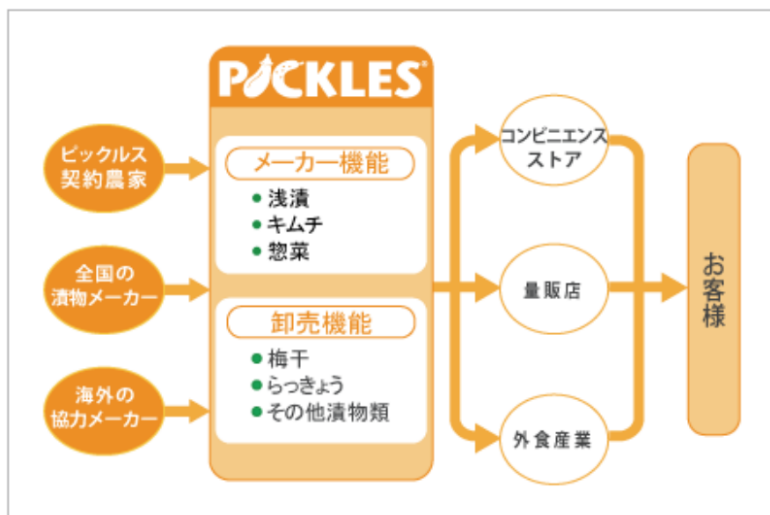 PICKLES®
ピックルス
契約農家
全国の
漬物メーカー
海外の
協力メーカー
メーカー機能
● 浅漬
● キムチ
● 惣菜
卸売機能
● 梅干
● らっきょう
● その他漬物類
コンビニエンス
ストア
量販店
外食産業
お客様